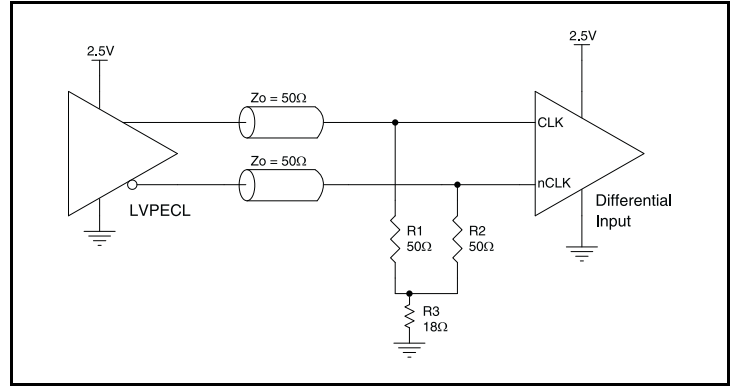 2.5V
2.5V
Zo = 50Ω
CLK
Zo = 50Ω
nCLK
LVPECL
Differential
Input
R1
50Ω
R2
50Ω
R3
18Ω